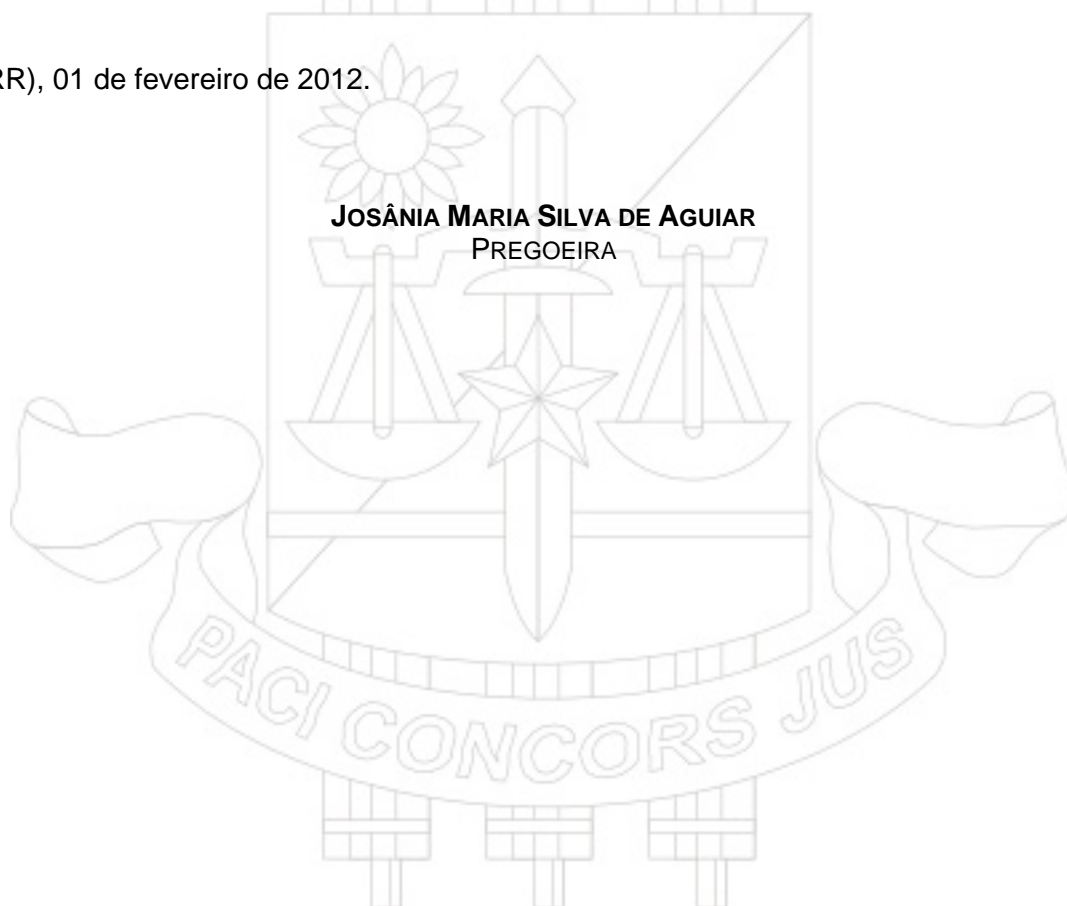 RR), 01 de fevereiro de 2012.
JOSÂNIA MARIA SILVA DE AGUIAR
PREGOEIRA
PACI CONCORS JUS